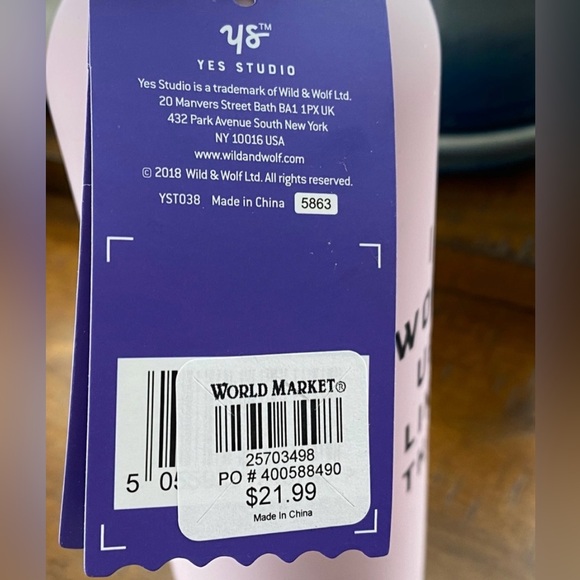 ys™
YES STUDIO
Yes Studio is a trademark of Wild & Wolf Ltd.
20 Manvers Street Bath BA1 1PX UK
432 Park Avenue South New York
NY 10016 USA
www.wildandwolf.com
© 2018 Wild & Wolf Ltd. All rights reserved.
YST038 Made in China 5863
WORLD MARKET®
25703498
PO # 400588490
$21.99
Made in China
5